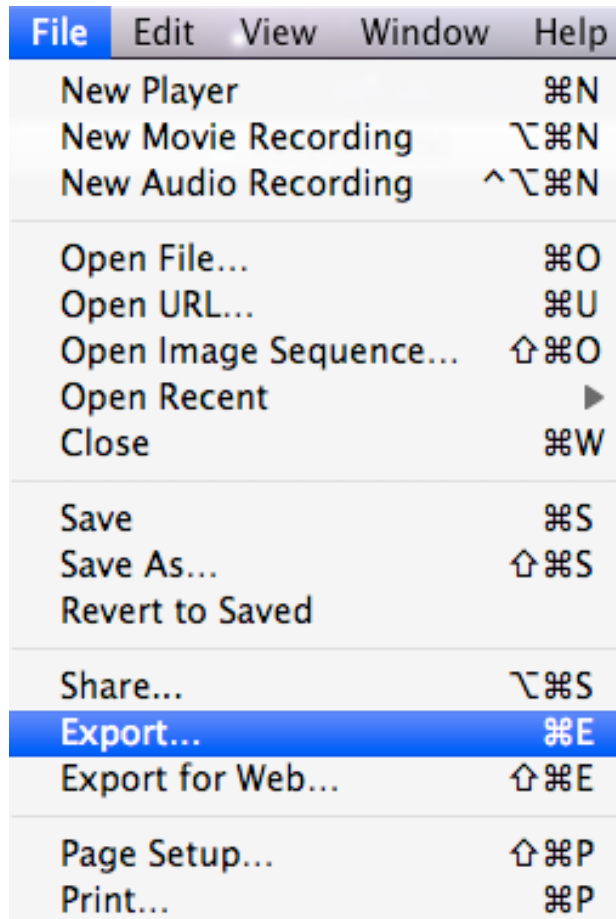 File Edit View Window Help
New Player ⌘N
New Movie Recording ⌥⌘N
New Audio Recording ^⌥⌘N
Open File... ⌘O
Open URL... ⌘U
Open Image Sequence... ⇧⌘O
Open Recent ▶
Close ⌘W
Save ⌘S
Save As... ⇧⌘S
Revert to Saved
Share... ⌥⌘S
Export... ⌘E
Export for Web... ⇧⌘E
Page Setup... ⇧⌘P
Print... ⌘P